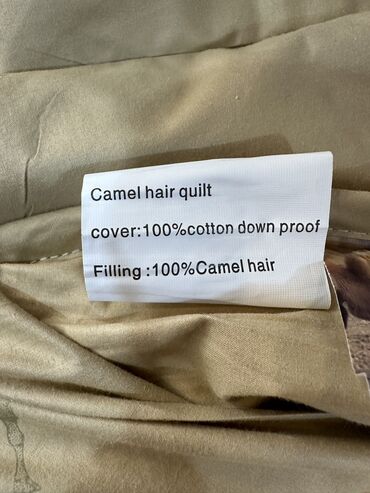 Camel hair quilt
cover:100%cotton down proof
Filling :100%Camel hair